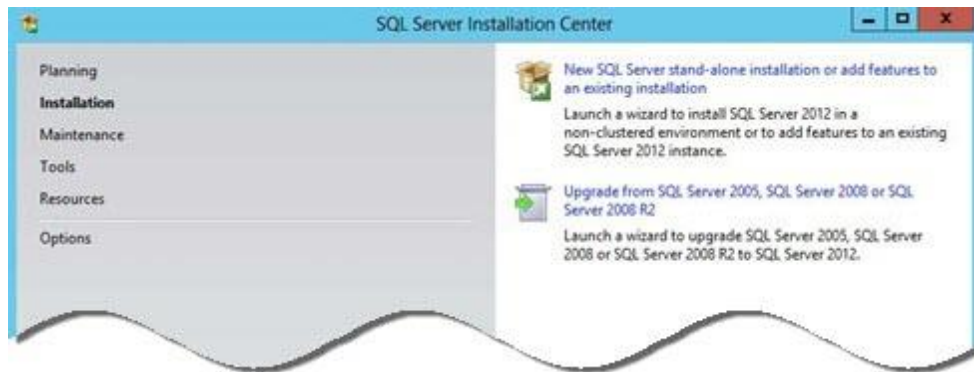 SQL Server Installation Center
Planning
Installation
Maintenance
Tools
Resources
Options
New SQL Server stand-alone installation or add features to
an existing installation
Launch a wizard to install SQL Server 2012 in a
non-clustered environment or to add features to an existing
SQL Server 2012 instance.
Upgrade from SQL Server 2005, SQL Server 2008 or SQL
Server 2008 R2
Launch a wizard to upgrade SQL Server 2005, SQL Server
2008 or SQL Server 2008 R2 to SQL Server 2012.